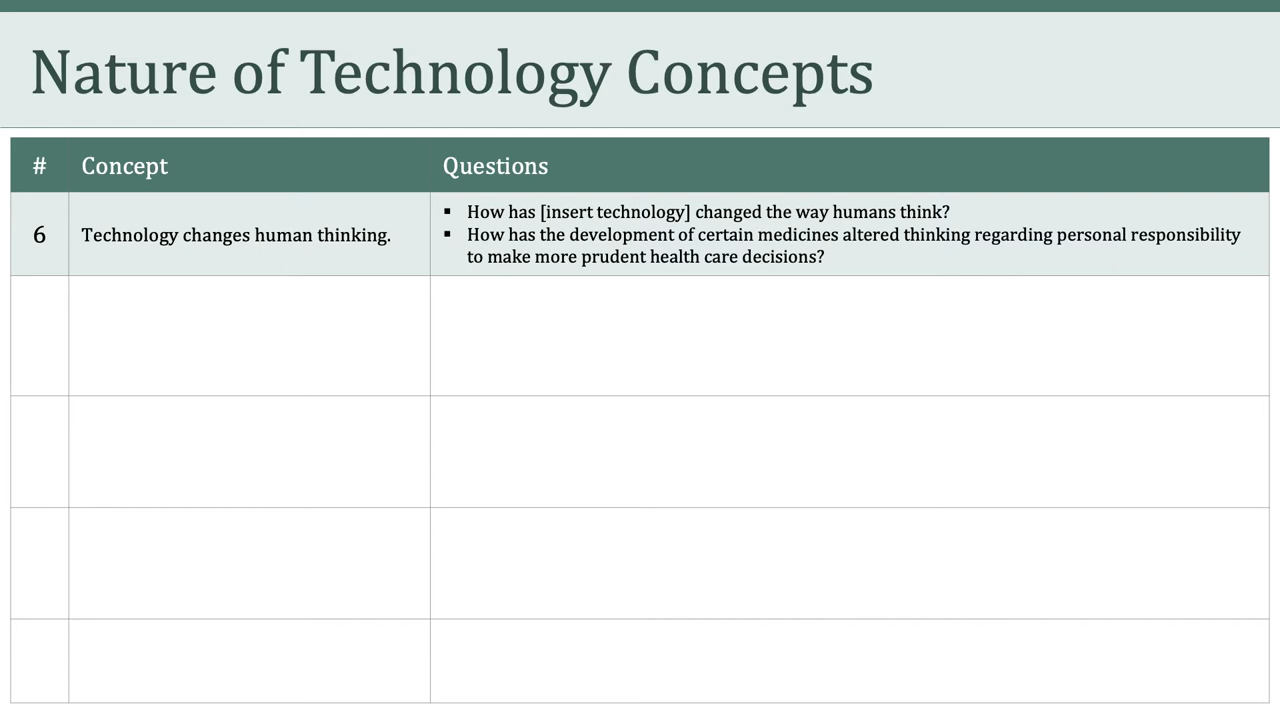 Nature of Technology Concepts
# Concept Questions
6 Technology changes human thinking.
▪ How has [insert technology] changed the way humans think?
▪ How has the development of certain medicines altered thinking regarding personal responsibility
to make more prudent health care decisions?